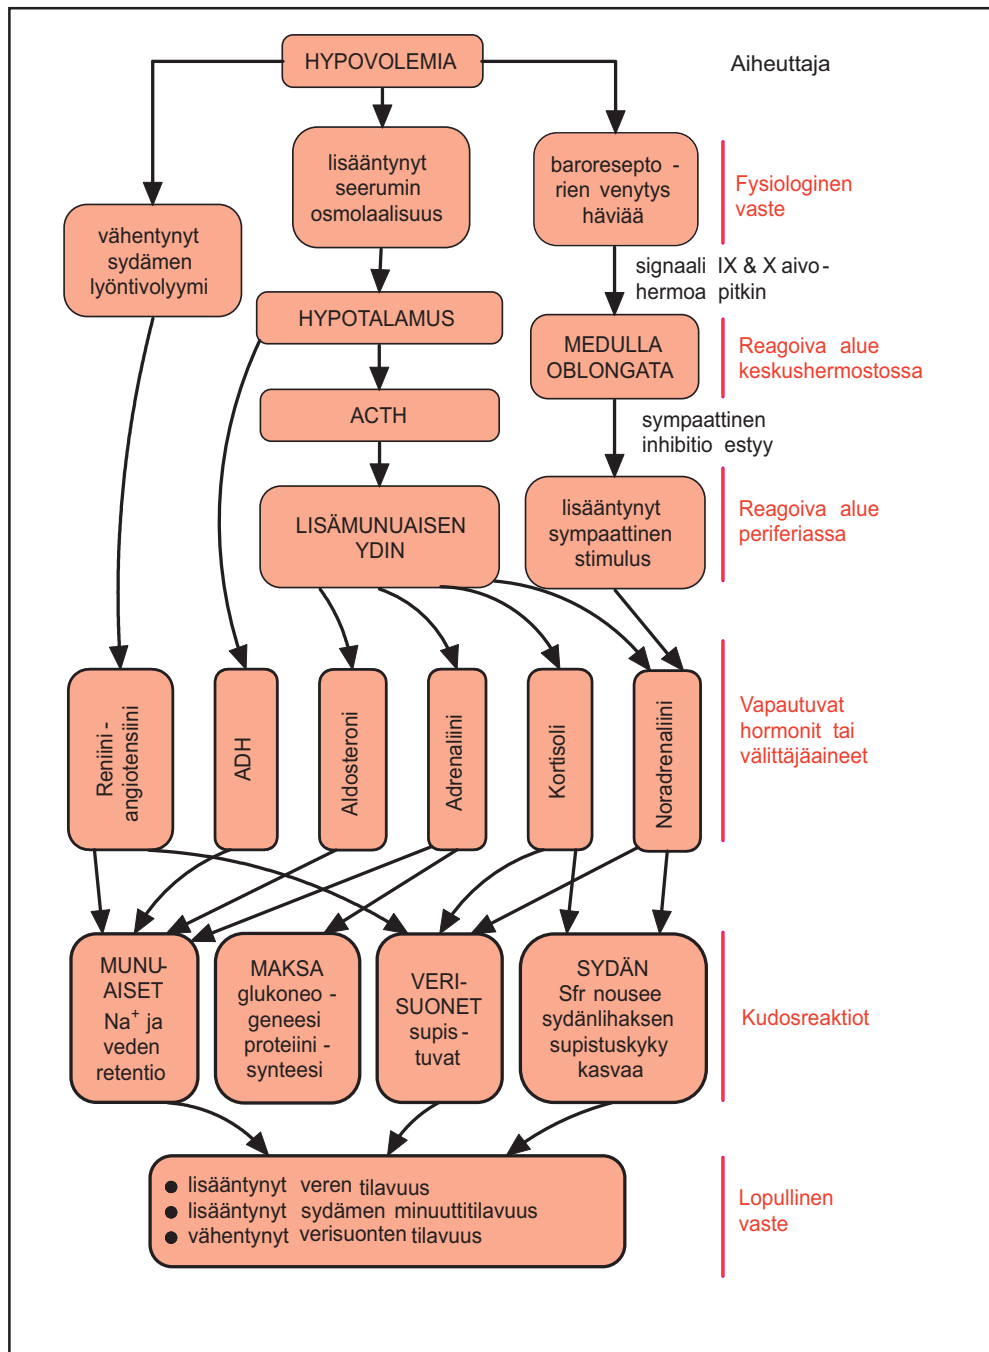 HYPOVOLEMIA
Aiheuttaja
lisääntynyt
seerumin
osmolaalisuus
baroresepto -
rien venytys
häviää
Fysiologinen
vaste
vähentynyt
sydämen
lyöntivolyymi
signaali IX & X aivo-
hermoa pitkin
HYPOTALAMUS
MEDULLA
OBLONGATA
Reagoiva alue
keskushermostossa
ACTH
sympaattinen
inhibitio estyy
LISÄMUNUAISEN
YDIN
lisääntynyt
sympaattinen
stimulus
Reagoiva alue
periferiassa
Reniini -
angiotensiini
ADH
Aldosteroni
Adrenaliini
Kortisoli
Noradrenaliini
Vapautuvat
hormonit tai
välittäjäaineet
MUNU-
AISET
Na+ ja
veden
retentio
MAKSA
glukoneo -
geneesi
proteiini -
synteesi
VERI-
SUONET
supis -
tuvat
SYDÄN
Sfr nousee
sydänlihaksen
supistuskyky
kasvaa
Kudosreaktiot
● lisääntynyt veren tilavuus
● lisääntynyt sydämen minuuttitilavuus
● vähentynyt verisuonten tilavuus
Lopullinen
vaste